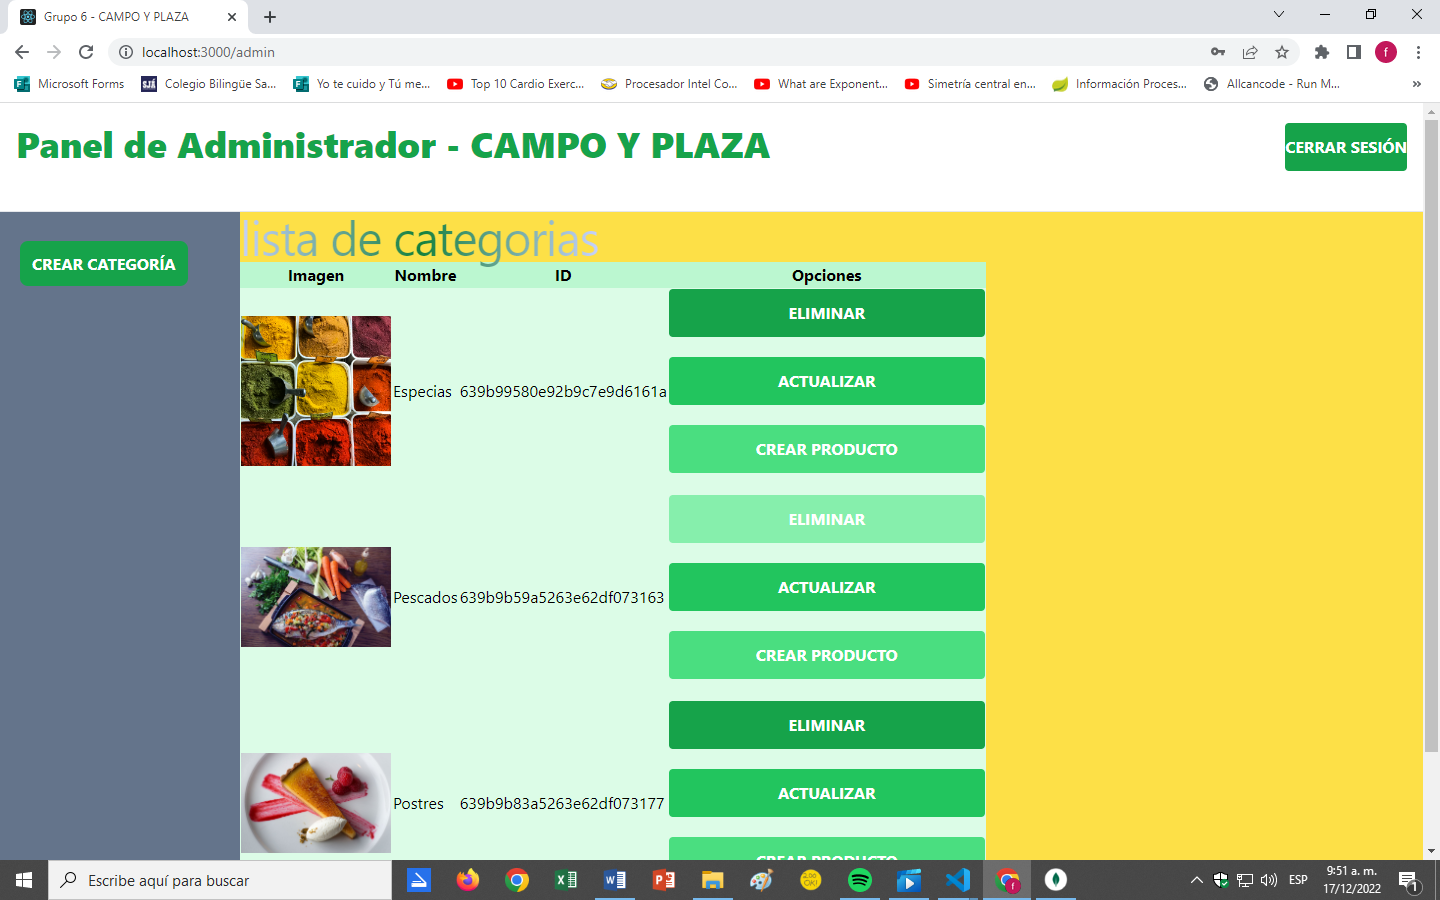 Grupo 6 - CAMPO Y PLAZA
localhost:3000/admin
f
Microsoft Forms
SJA
Colegio Bilingüe Sa...
Yo te cuido y Tú me...
Top 10 Cardio Exerc...
Procesador Intel Co...
What are Exponent...
Simetría central en...
Información Proces...
Allcancode - Run M...
»
Panel de Administrador - CAMPO Y PLAZA
CERRAR SESIÓN
CREAR CATEGORÍA
lista de categorias
Imagen Nombre ID Opciones
ELIMINAR
Especias 639b99580e92b9c7e9d6161a
ACTUALIZAR
CREAR PRODUCTO
ELIMINAR
Pescados 639b9b59a5263e62df073163
ACTUALIZAR
CREAR PRODUCTO
ELIMINAR
Postres 639b9b83a5263e62df073177
ACTUALIZAR
CREAR PRODUCTO
Escribe aquí para buscar
ESP
9:51 a. m.
17/12/2022
1